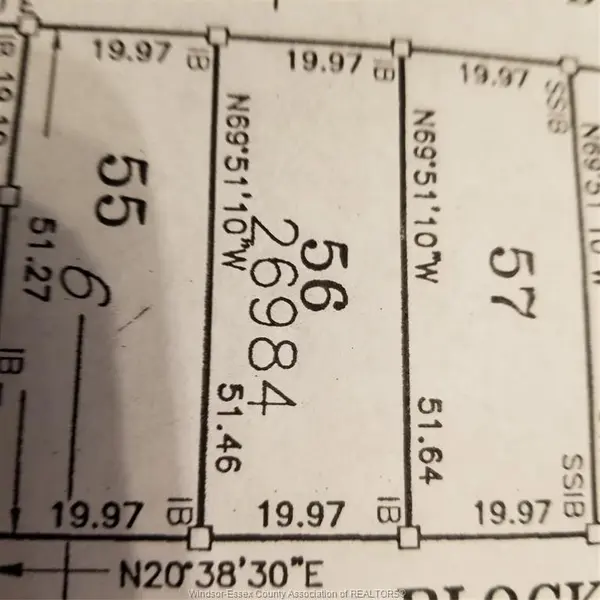 19.97
19.97
19.97
IB
IB
SSIB
N69°51'10"W
N69°51'10"W
55
56
57
26984
6
51.27
51.46
51.64
IB
19.97
IB
19.97
IB
19.97
SSIB
N20°38'30"E
BLOCK
Windsor-Essex County Association of REALTORS®